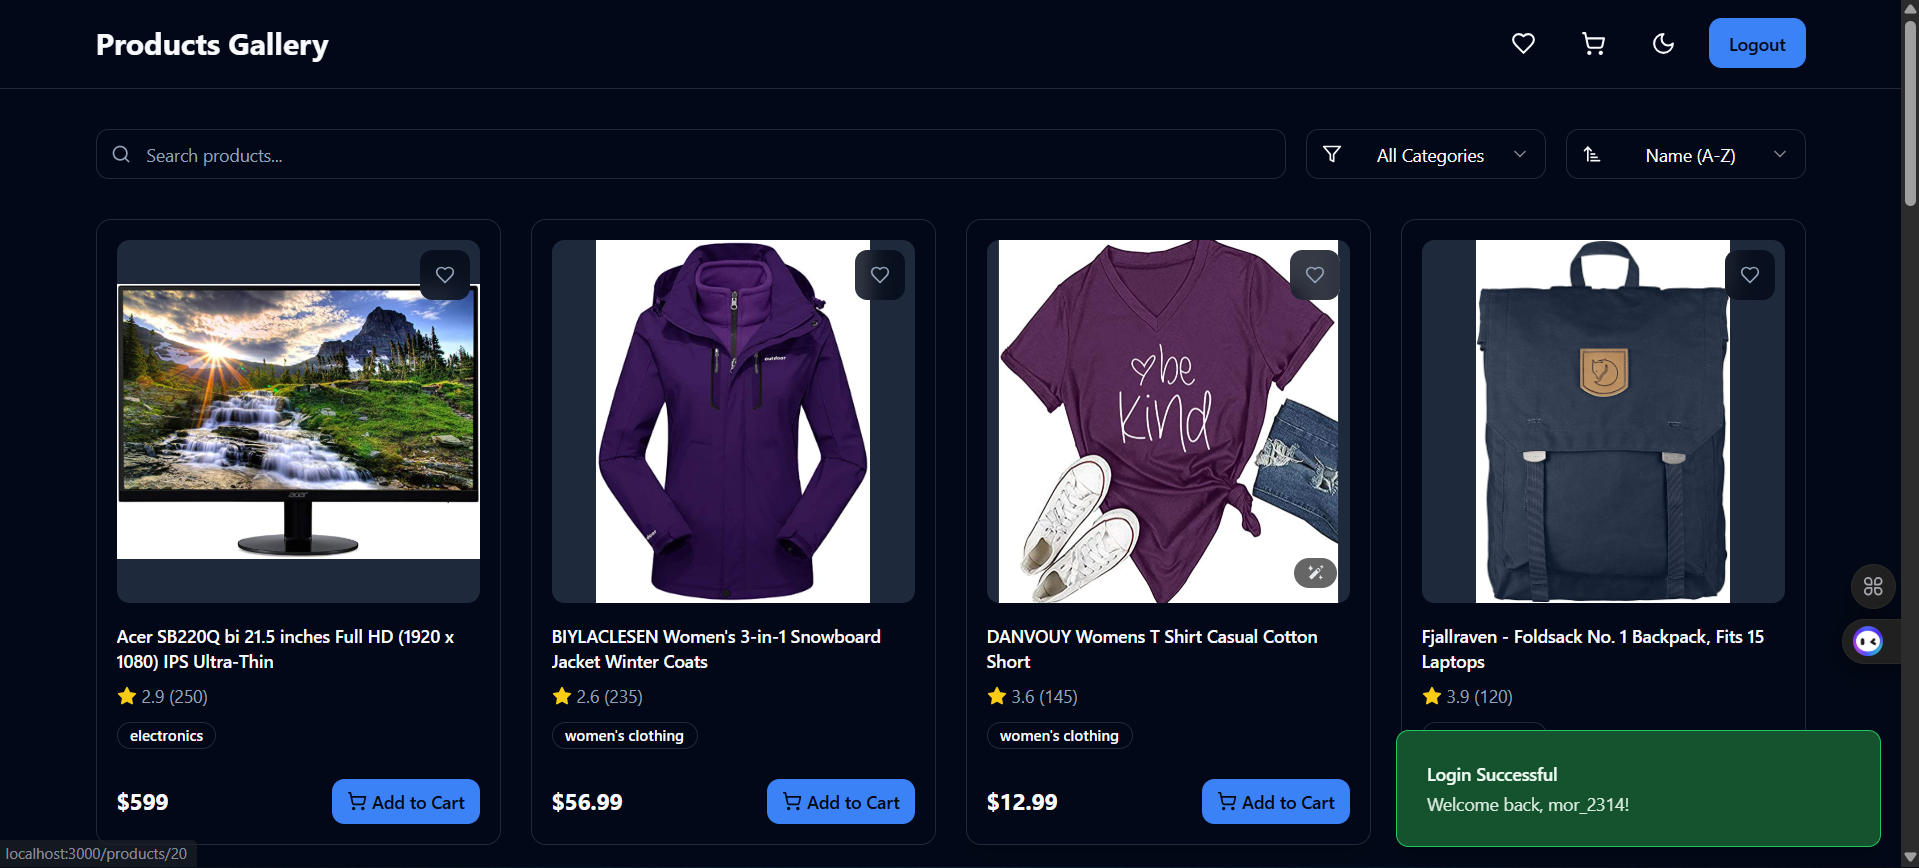 Products Gallery
Logout
Search products...
All Categories
Name (A-Z)
acer
outdoor
be
kind
Acer SB220Q bi 21.5 inches Full HD (1920 x
1080) IPS Ultra-Thin
2.9 (250)
electronics
$599
Add to Cart
BIYLACLESEN Women's 3-in-1 Snowboard
Jacket Winter Coats
2.6 (235)
women's clothing
$56.99
Add to Cart
DANVOUY Womens T Shirt Casual Cotton
Short
3.6 (145)
women's clothing
$12.99
Add to Cart
Fjallraven - Foldsack No. 1 Backpack, Fits 15
Laptops
3.9 (120)
Login Successful
Welcome back, mor_2314!
localhost:3000/products/20